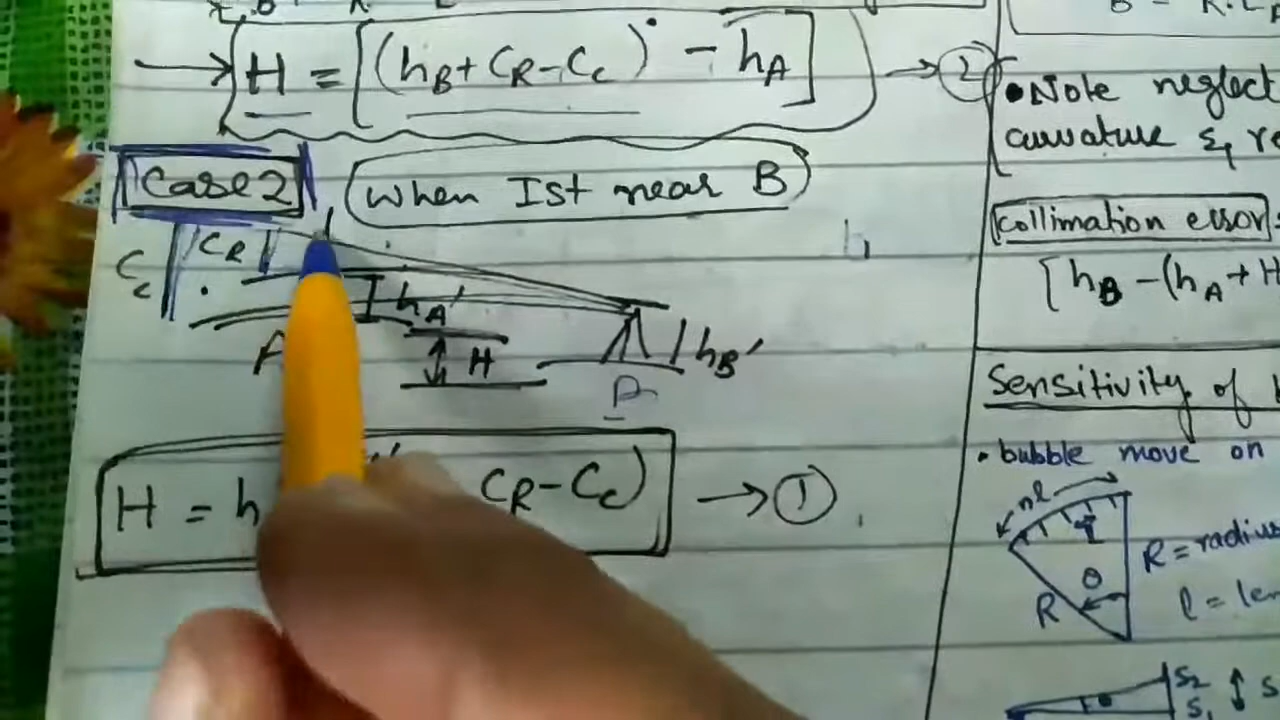 H = [(hB + CR - Cc) - hA] → ②
Case 2 When Ist near B
Cc CR
hA'
A H hB'
B
H = h CR - Cc) → ①
• Note neglect
curvature &
Collimation error
[hB - (hA + H
Sensitivity of
• bubble move on
nl
R = radius
θ
R l = len
S2 S
S1